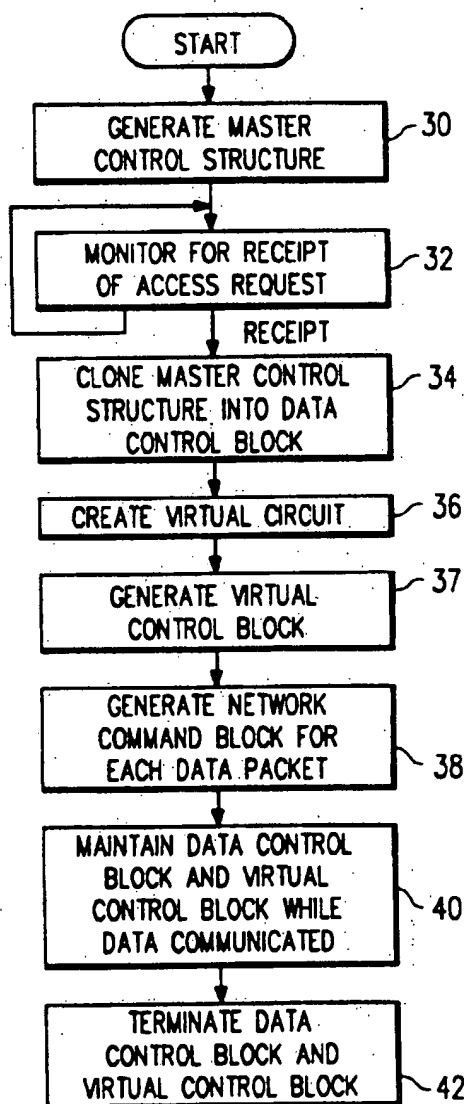 START
GENERATE MASTER
CONTROL STRUCTURE
30
MONITOR FOR RECEIPT
OF ACCESS REQUEST
32
RECEIPT
CLONE MASTER CONTROL
STRUCTURE INTO DATA
CONTROL BLOCK
34
CREATE VIRTUAL CIRCUIT
36
GENERATE VIRTUAL
CONTROL BLOCK
37
GENERATE NETWORK
COMMAND BLOCK FOR
EACH DATA PACKET
38
MAINTAIN DATA CONTROL
BLOCK AND VIRTUAL
CONTROL BLOCK WHILE
DATA COMMUNICATED
40
TERMINATE DATA
CONTROL BLOCK AND
VIRTUAL CONTROL BLOCK
42